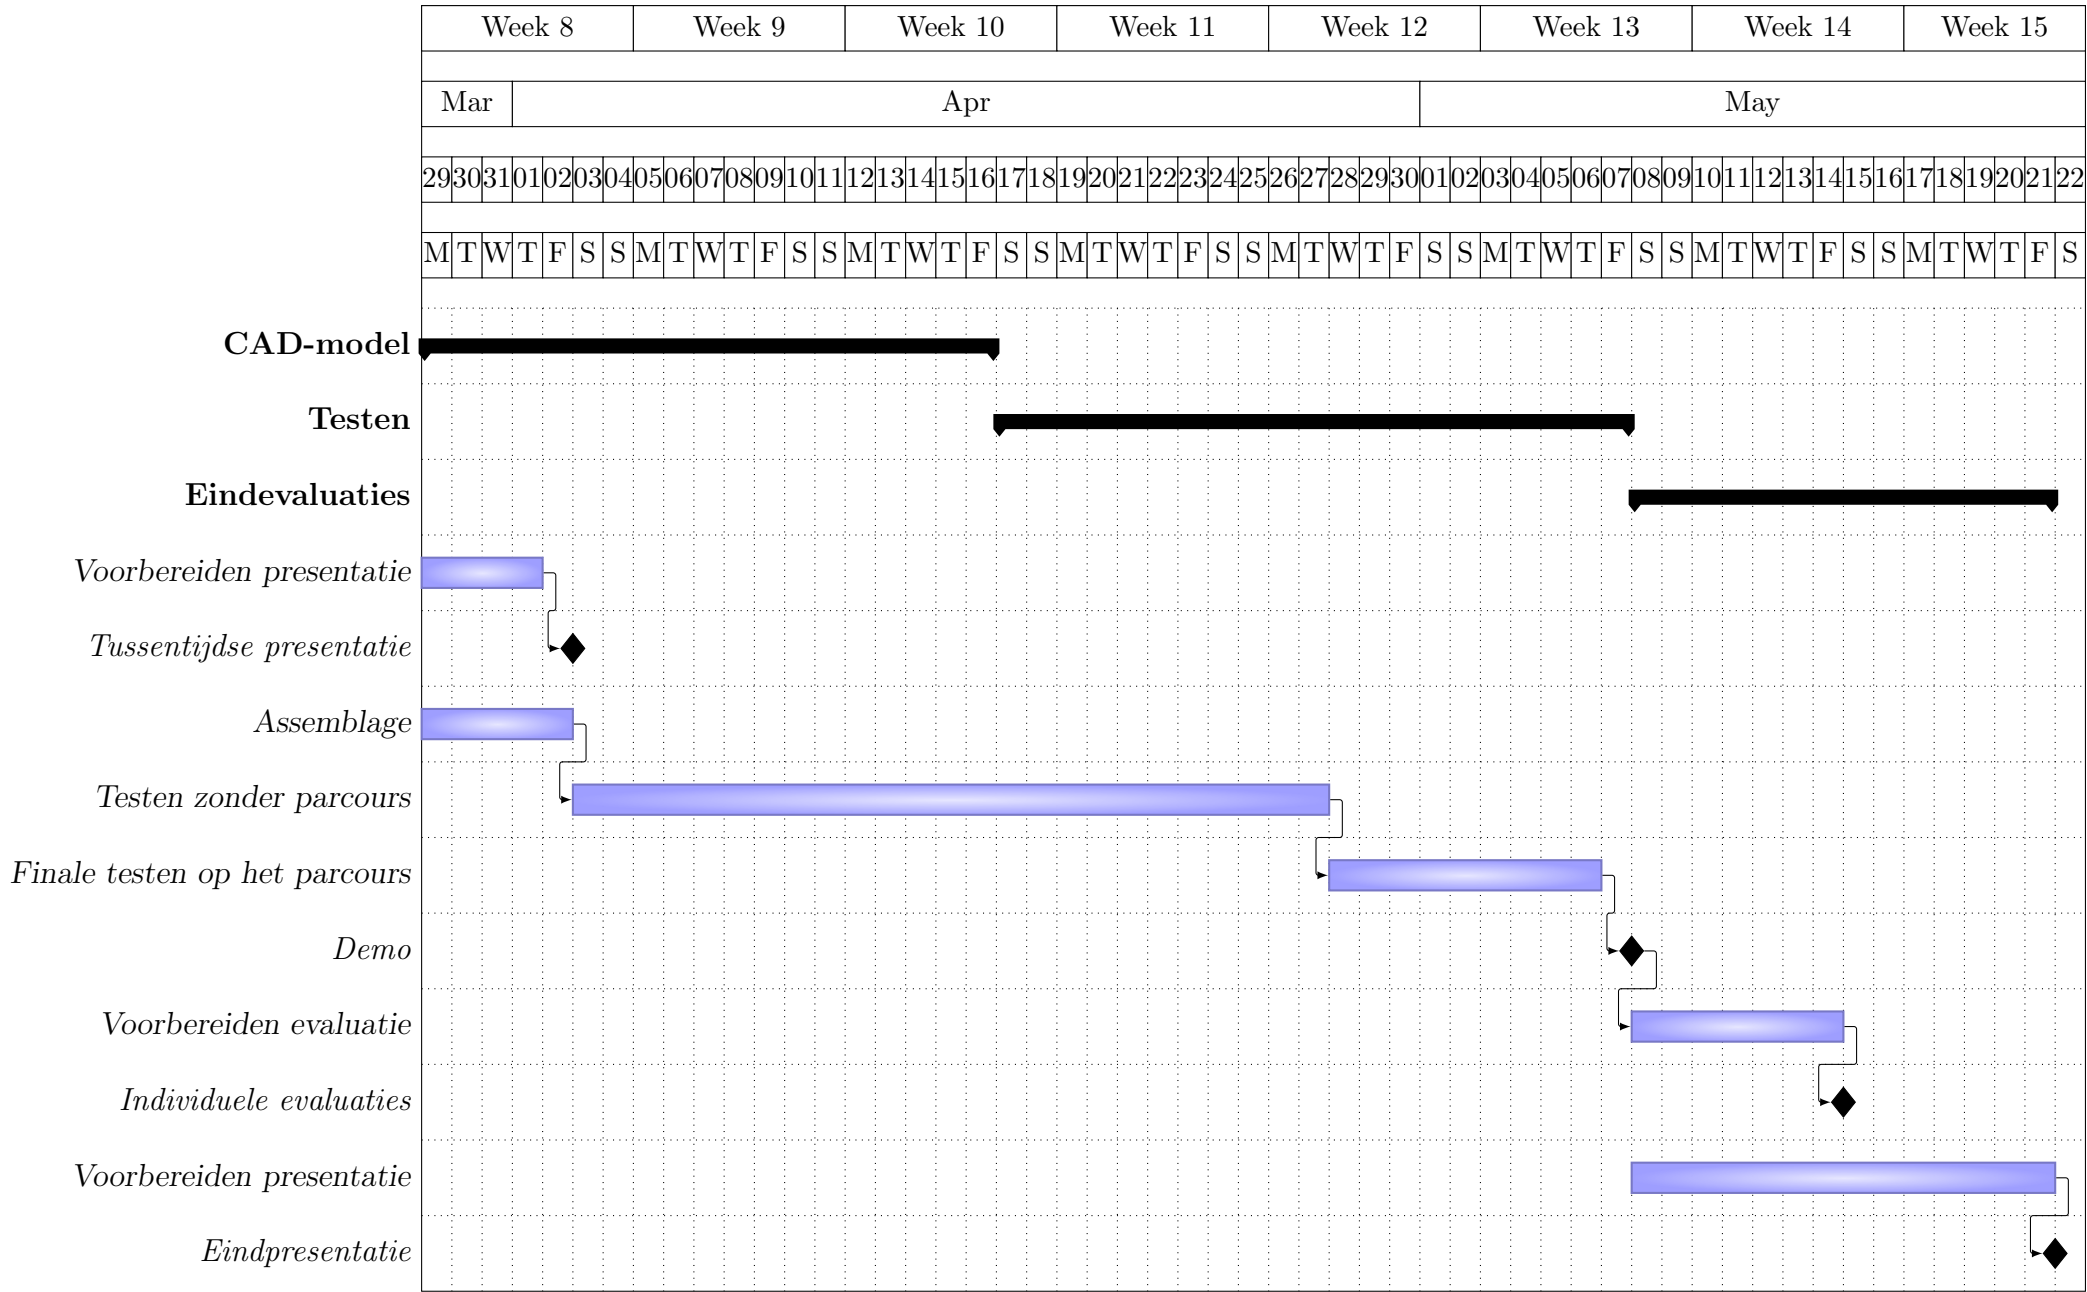 Week 8 Week 9 Week 10 Week 11 Week 12 Week 13 Week 14 Week 15
Mar Apr May
29 30 31 01 02 03 04 05 06 07 08 09 10 11 12 13 14 15 16 17 18 19 20 21 22 23 24 25 26 27 28 29 30 01 02 03 04 05 06 07 08 09 10 11 12 13 14 15 16 17 18 19 20 21 22
M T W T F S S M T W T F S S M T W T F S S M T W T F S S M T W T F S S M T W T F S S M T W T F S S M T W T F S
CAD-model
Testen
Eindevaluaties
Voorbereiden presentatie
Tussentijdse presentatie
Assemblage
Testen zonder parcours
Finale testen op het parcours
Demo
Voorbereiden evaluatie
Individuele evaluaties
Voorbereiden presentatie
Eindpresentatie